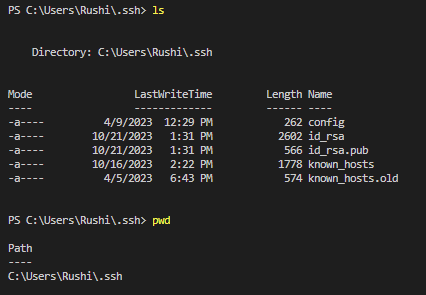 PS C:\Users\Rushi\.ssh> ls
Directory: C:\Users\Rushi\.ssh
Mode LastWriteTime Length Name
---- ------------- ------ ----
-a---- 4/9/2023 12:29 PM 262 config
-a---- 10/21/2023 1:31 PM 2602 id_rsa
-a---- 10/21/2023 1:31 PM 566 id_rsa.pub
-a---- 10/16/2023 2:22 PM 1778 known_hosts
-a---- 4/5/2023 6:43 PM 574 known_hosts.old
PS C:\Users\Rushi\.ssh> pwd
Path
----
C:\Users\Rushi\.ssh